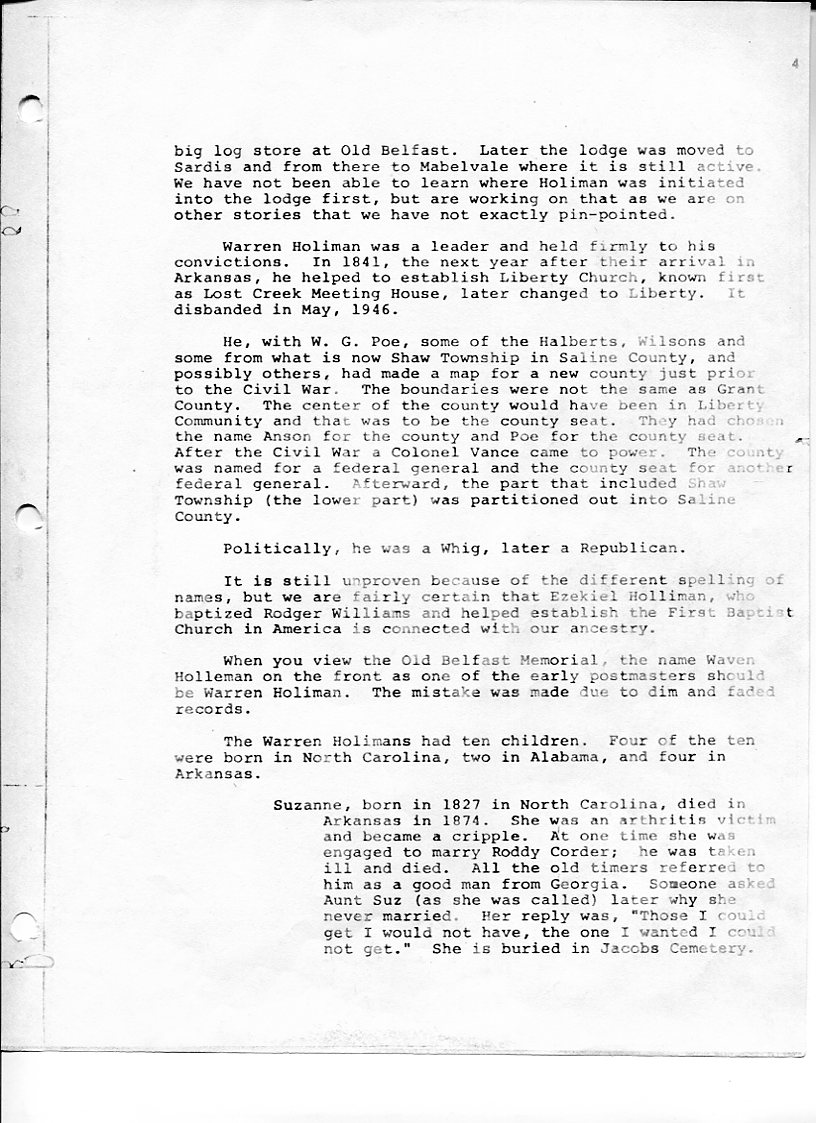 4
big log store at Old Belfast. Later the lodge was moved to
Sardis and from there to Mabelvale where it is still active.
We have not been able to learn where Holiman was initiated
into the lodge first, but are working on that as we are on
other stories that we have not exactly pin-pointed.
Warren Holiman was a leader and held firmly to his
convictions. In 1841, the next year after their arrival in
Arkansas, he helped to establish Liberty Church, known first
as Lost Creek Meeting House, later changed to Liberty. It
disbanded in May, 1946.
He, with W. G. Poe, some of the Halberts, Wilsons and
some from what is now Shaw Township in Saline County, and
possibly others, had made a map for a new county just prior
to the Civil War. The boundaries were not the same as Grant
County. The center of the county would have been in Liberty
Community and that was to be the county seat. They had chosen
the name Anson for the county and Poe for the county seat.
After the Civil War a Colonel Vance came to power. The county
was named for a federal general and the county seat for another
federal general. Afterward, the part that included Shaw
Township (the lower part) was partitioned out into Saline
County.
Politically, he was a Whig, later a Republican.
It is still unproven because of the different spelling of
names, but we are fairly certain that Ezekiel Holliman, who
baptized Rodger Williams and helped establish the First Baptist
Church in America is connected with our ancestry.
When you view the Old Belfast Memorial, the name Waven
Holleman on the front as one of the early postmasters should
be Warren Holiman. The mistake was made due to dim and faded
records.
The Warren Holimans had ten children. Four of the ten
were born in North Carolina, two in Alabama, and four in
Arkansas.
Suzanne, born in 1827 in North Carolina, died in
Arkansas in 1874. She was an arthritis victim
and became a cripple. At one time she was
engaged to marry Roddy Corder; he was taken
ill and died. All the old timers referred to
him as a good man from Georgia. Someone asked
Aunt Suz (as she was called) later why she
never married. Her reply was, "Those I could
get I would not have, the one I wanted I could
not get." She is buried in Jacobs Cemetery.